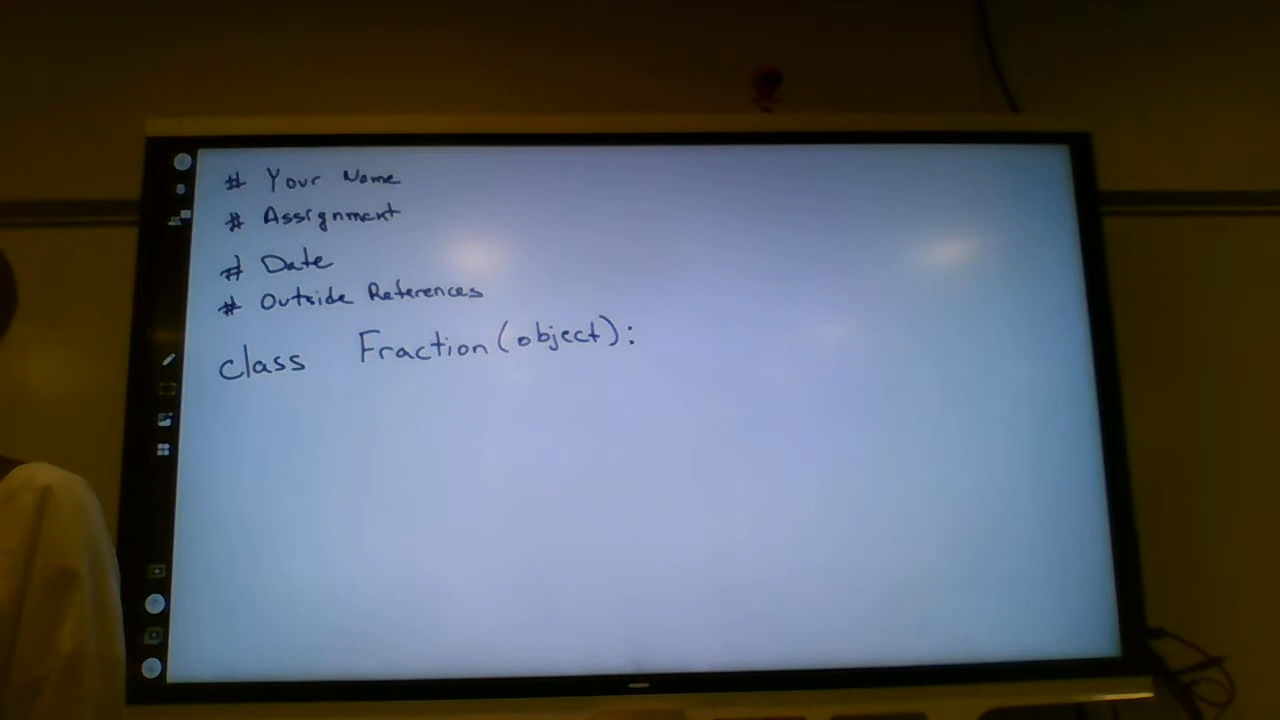 # Your Name
# Assignment
# Date
# Outside References
class Fraction(object):